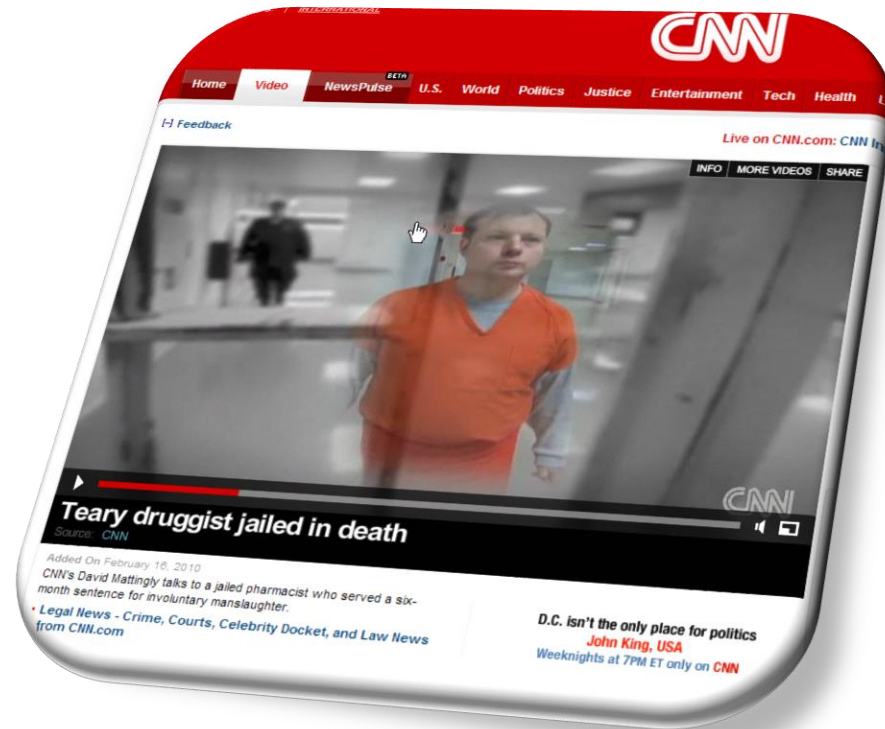 INTERNATIONAL
CNN
BETA
Home Video NewsPulse U.S. World Politics Justice Entertainment Tech Health
[-] Feedback
Live on CNN.com: CNN
INFO MORE VIDEOS SHARE
CNN
Teary druggist jailed in death
Source: CNN
Added On February 16, 2010
CNN's David Mattingly talks to a jailed pharmacist who served a six-
month sentence for involuntary manslaughter.
Legal News - Crime, Courts, Celebrity Docket, and Law News
from CNN.com
D.C. isn't the only place for politics
John King, USA
Weeknights at 7PM ET only on CNN